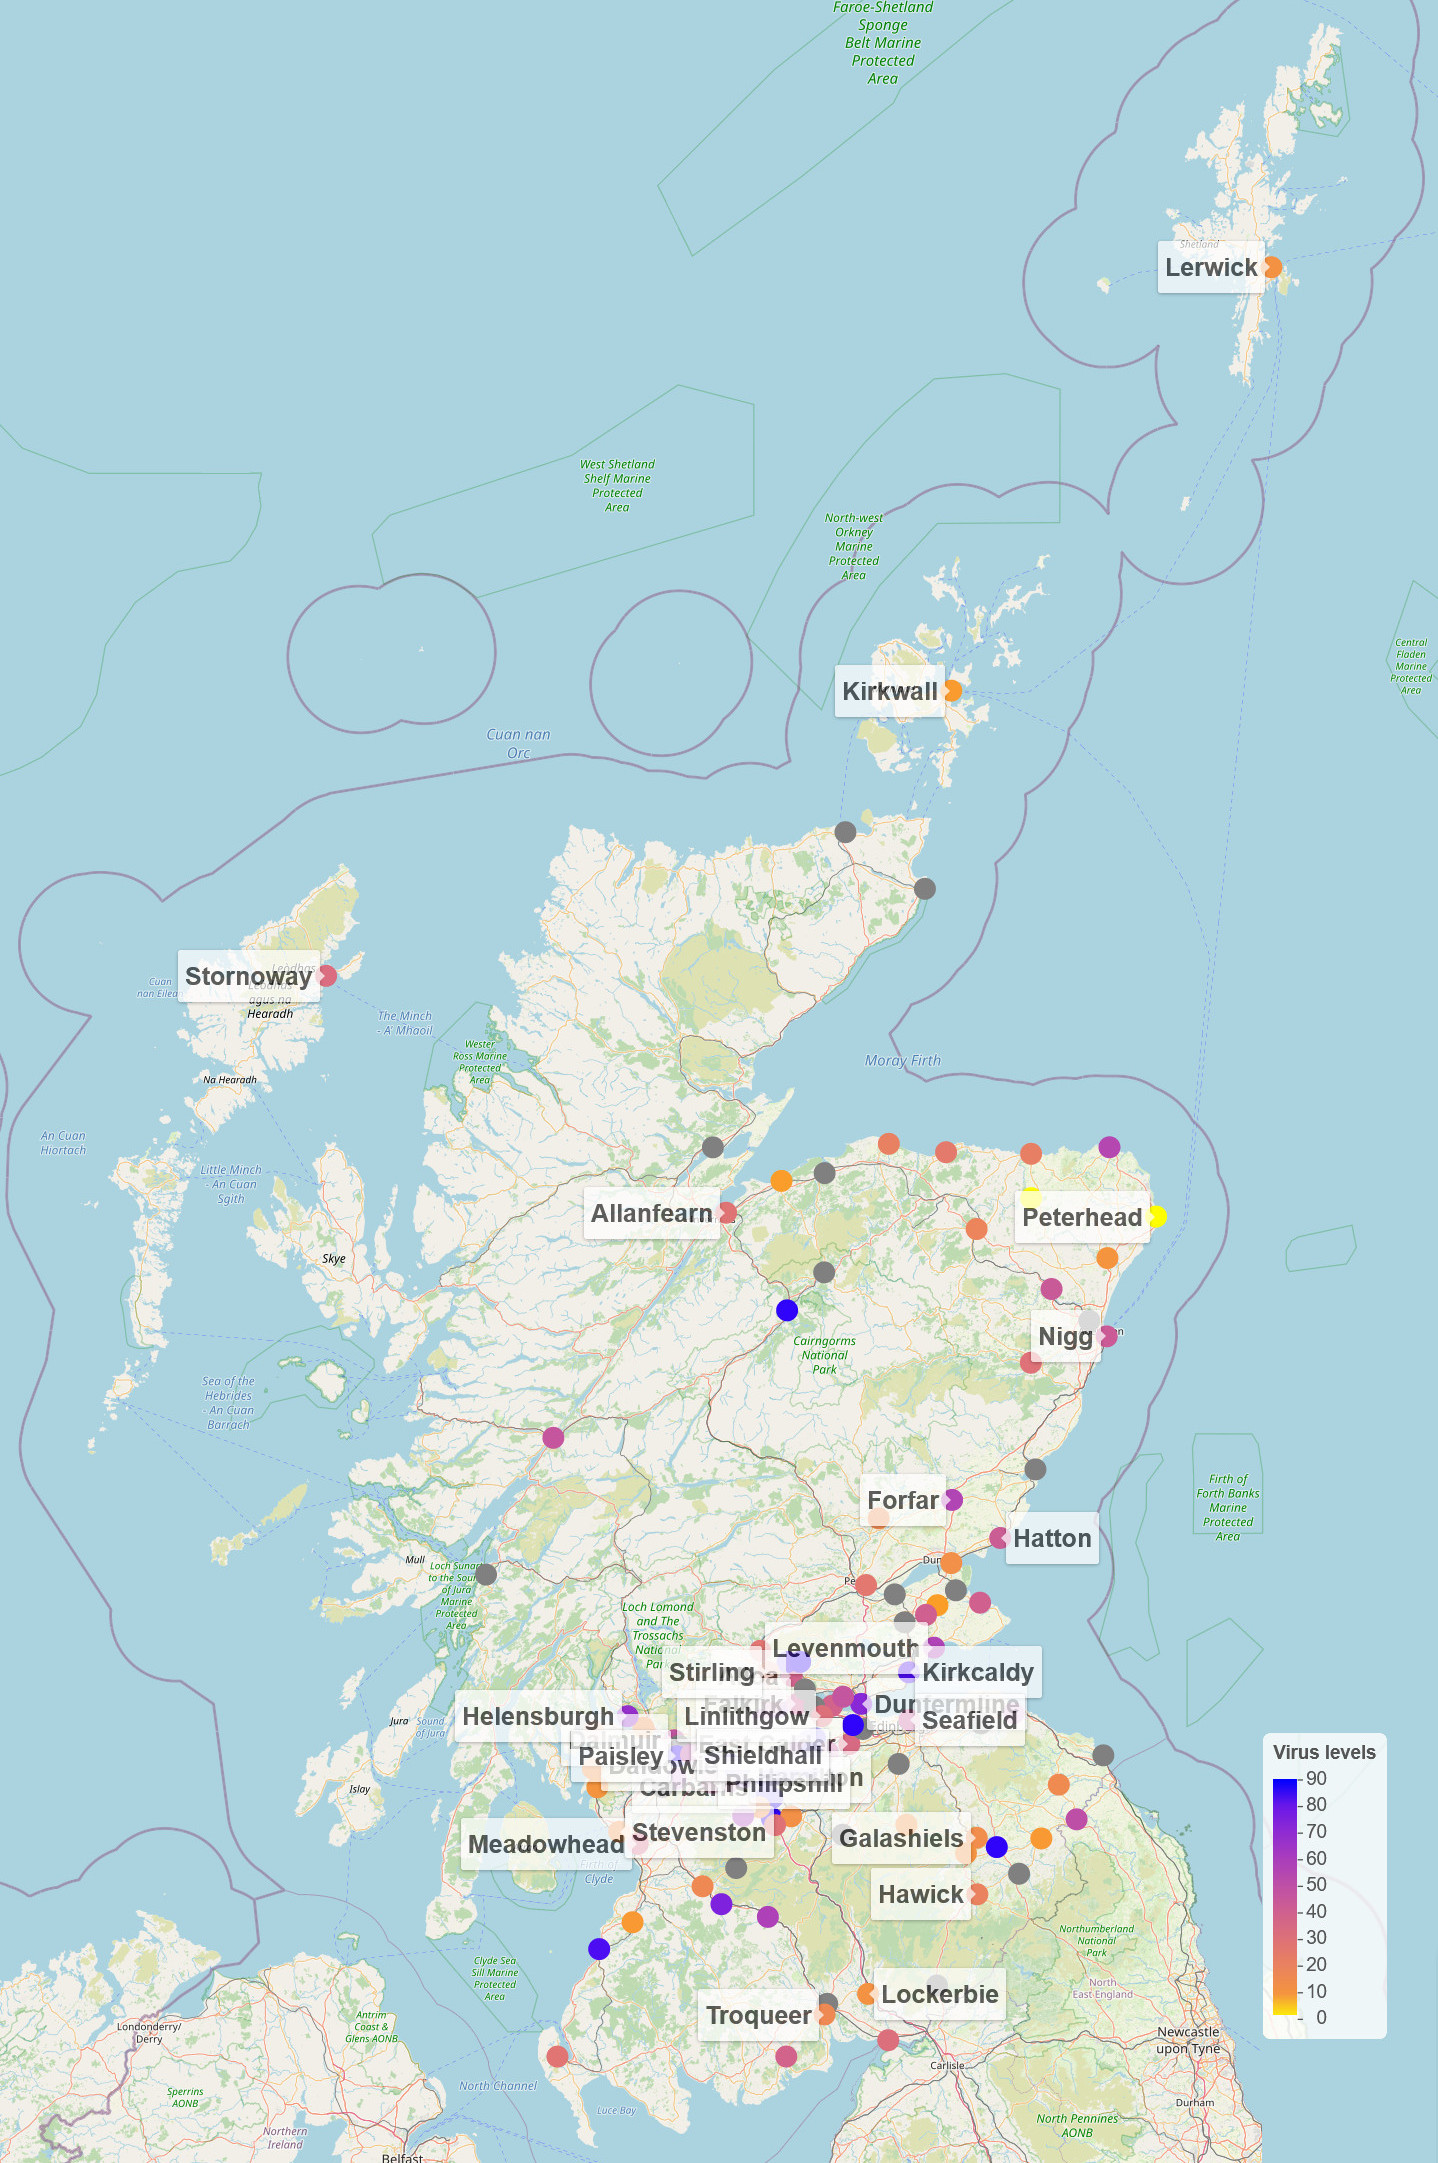 Faroe-Shetland
Sponge
Belt Marine
Protected
Area
Shetland
Lerwick
West Shetland
Shelf Marine
Protected
Area
North-west
Orkney
Marine
Protected
Area
Central
Fladen
Marine
Protected
Area
Kirkwall
Cuan nan
Orc
Stornoway
Leòdhas
agus na
Hearadh
Cuan
nan Eilean
The Minch
- A' Mhaoil
Wester
Ross Marine
Protected
Area
Moray Firth
Na Hearadh
An Cuan
Hiortach
Little Minch
- An Cuan
Sgith
Allanfearn
Peterhead
Skye
Nigg
Cairngorms
National
Park
Sea of the
Hebrides
- An Cuan
Barrach
Forfar
Hatton
Firth of
Forth Banks
Marine
Protected
Area
Mull
Loch Sunart
to the Sound
of Jura
Marine
Protected
Area
Loch Lomond
and The
Trossachs
National
Park
Levenmouth
Stirling
Kirkcaldy
Falkirk
Dunfermline
Helensburgh
Linlithgow
Seafield
Jura
Sound
of Jura
Dalmuir
East Calder
Paisley
Shieldhall
Daldowie
Philipshill
Islay
Stevenston
Meadowhead
Galashiels
Firth of
Clyde
Hawick
Northumberland
National
Park
Clyde Sea
Sill Marine
Protected
Area
North
East England
Lockerbie
Troqueer
Antrim
Coast &
Glens AONB
Londonderry/
Derry
Newcastle
upon Tyne
Carlisle
North Channel
Sperrins
AONB
Luce Bay
Durham
North Pennines
AONB
Northern
Ireland
Belfast
Virus levels
90
80
70
60
50
40
30
20
10
0